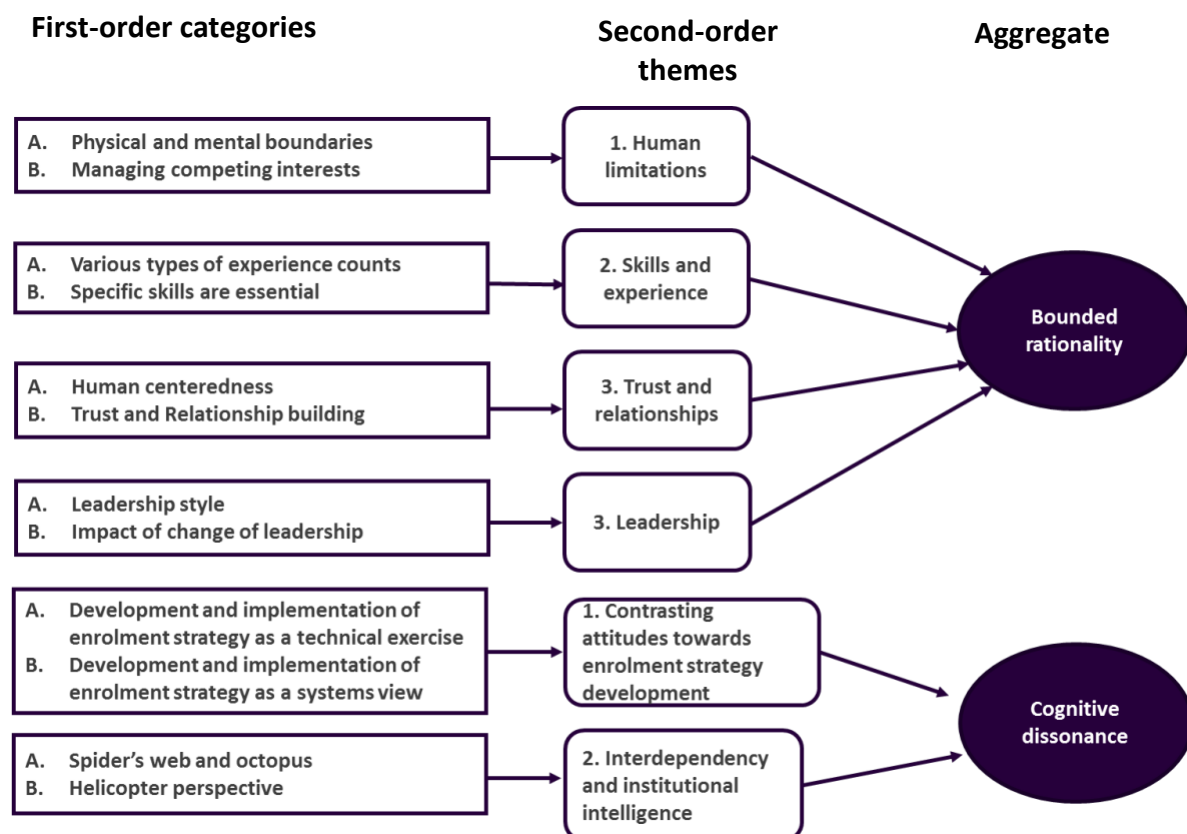 First-order categories
Second-order
themes
Aggregate
A. Physical and mental boundaries
B. Managing competing interests
1. Human
limitations
A. Various types of experience counts
B. Specific skills are essential
2. Skills and
experience
A. Human centeredness
B. Trust and Relationship building
3. Trust and
relationships
A. Leadership style
B. Impact of change of leadership
3. Leadership
Bounded
rationality
A. Development and implementation of
enrolment strategy as a technical exercise
B. Development and implementation of
enrolment strategy as a systems view
1. Contrasting
attitudes towards
enrolment strategy
development
A. Spider’s web and octopus
B. Helicopter perspective
2. Interdependency
and institutional
intelligence
Cognitive
dissonance